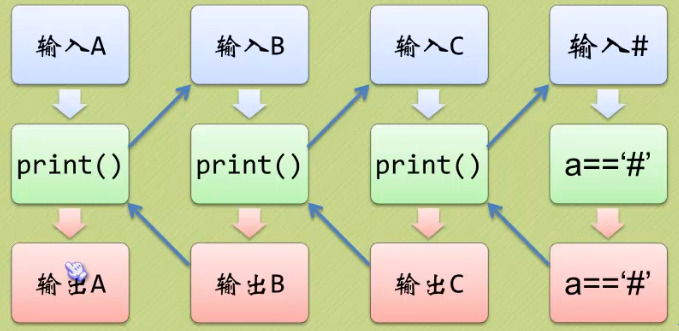 输入A
输入B
输入C
输入#
print()
print()
print()
a==‘#’
输出A
输出B
输出C
a==‘#’